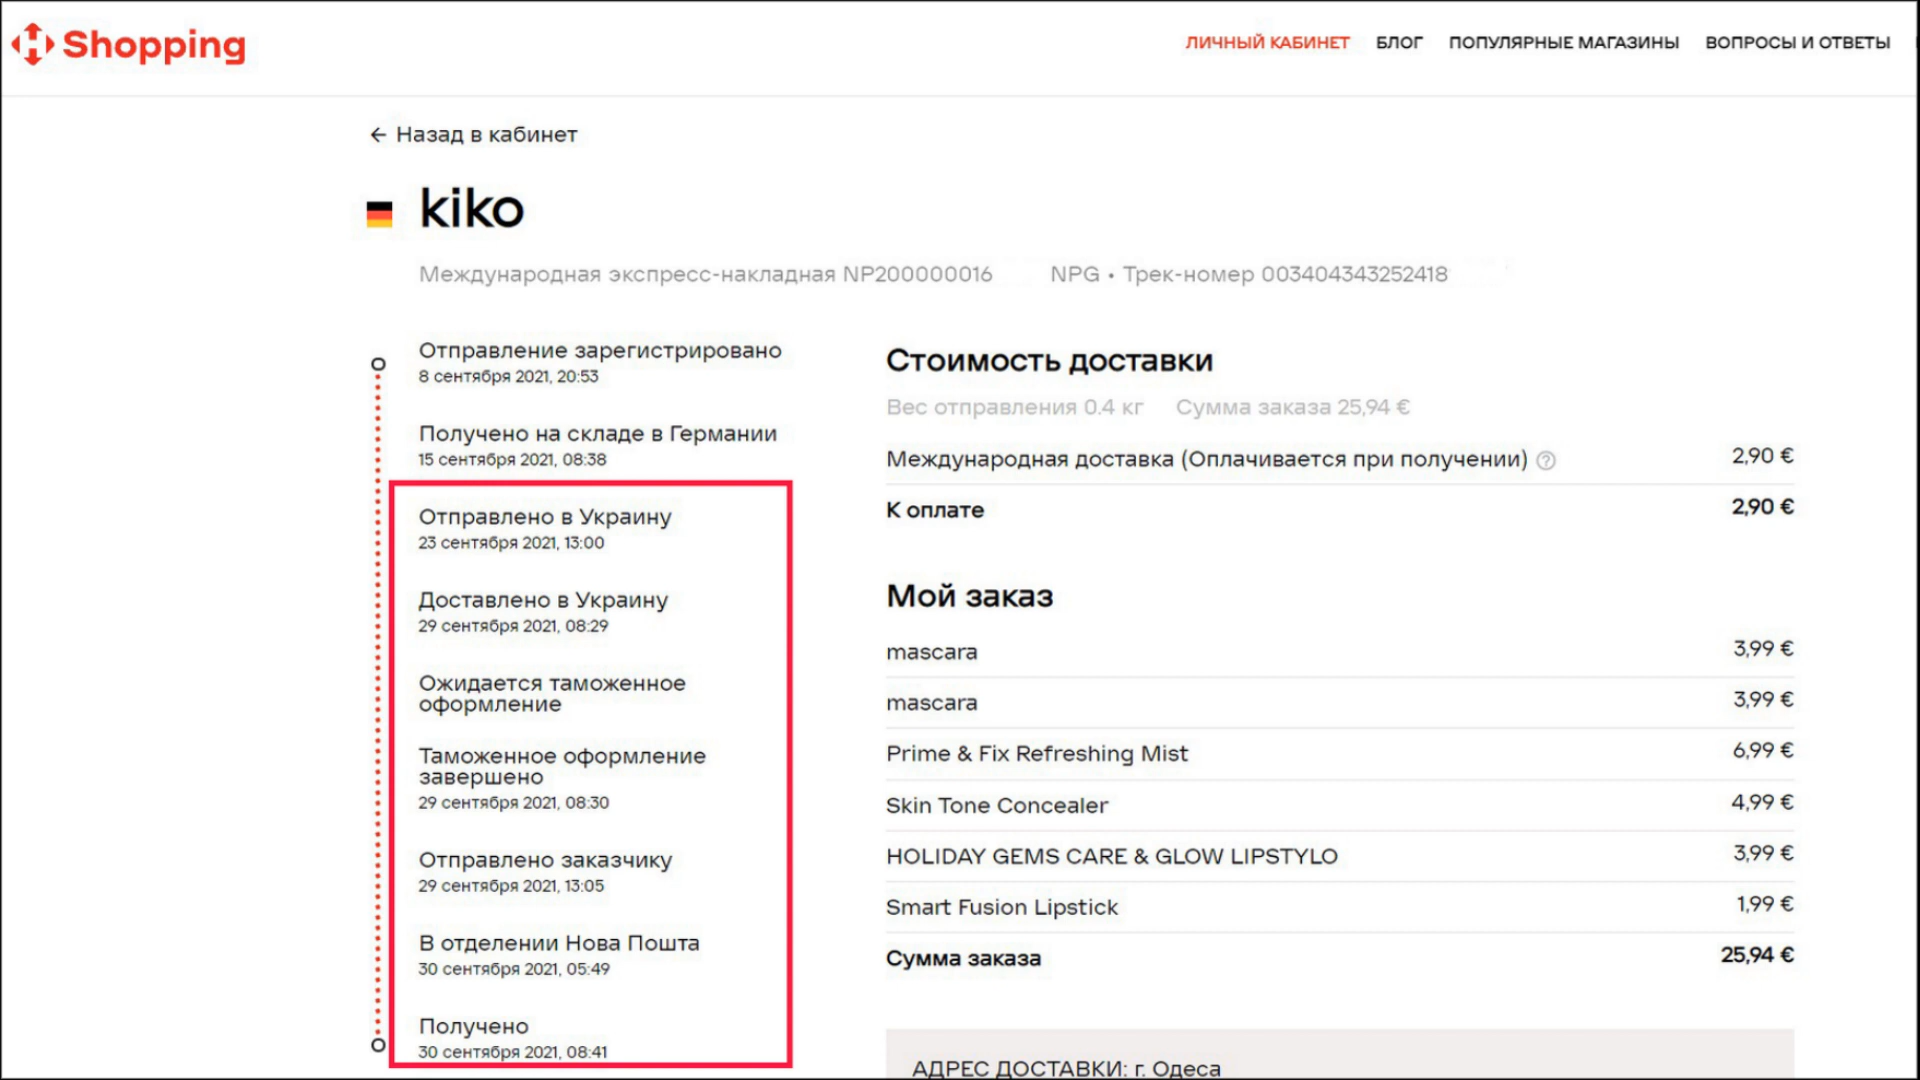 Shopping
ЛИЧНЫЙ КАБИНЕТ БЛОГ ПОПУЛЯРНЫЕ МАГАЗИНЫ ВОПРОСЫ И ОТВЕТЫ
← Назад в кабинет
kiko
Международная экспресс-накладная NP200000016 NPG • Трек-номер 003404343252418
Отправление зарегистрировано
8 сентября 2021, 20:53
Получено на складе в Германии
15 сентября 2021, 08:38
Отправлено в Украину
23 сентября 2021, 13:00
Доставлено в Украину
29 сентября 2021, 08:29
Ожидается таможенное
оформление
Таможенное оформление
завершено
29 сентября 2021, 08:30
Отправлено заказчику
29 сентября 2021, 13:05
В отделении Нова Пошта
30 сентября 2021, 05:49
Получено
30 сентября 2021, 08:41
Стоимость доставки
Вес отправления 0.4 кг Сумма заказа 25,94 €
Международная доставка (Оплачивается при получении) ? 2,90 €
К оплате 2,90 €
Мой заказ
mascara 3,99 €
mascara 3,99 €
Prime & Fix Refreshing Mist 6,99 €
Skin Tone Concealer 4,99 €
HOLIDAY GEMS CARE & GLOW LIPSTYLO 3,99 €
Smart Fusion Lipstick 1,99 €
Сумма заказа 25,94 €
АДРЕС ДОСТАВКИ: г. Одеса